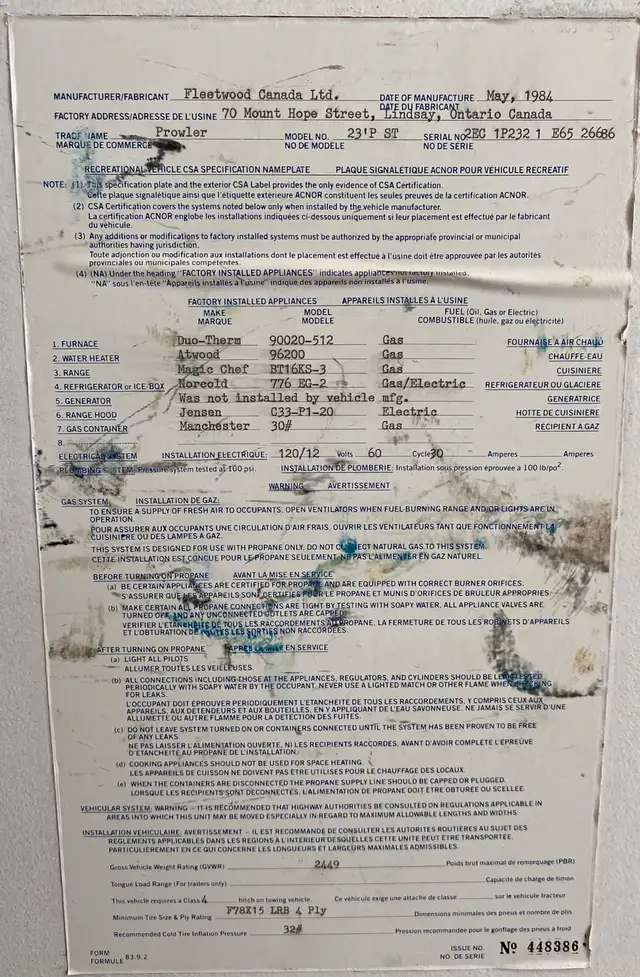 MANUFACTURER/FABRICANT Fleetwood Canada Ltd. DATE OF MANUFACTURE May, 1984
DATE DU FABRICANT
FACTORY ADDRESS/ADRESSE DE L'USINE 70 Mount Hope Street, Lindsay, Ontario Canada
TRADE NAME Prowler MODEL NO. 23'P ST SERIAL NO 2EC 1P232 1 E65 26686
MARQUE DE COMMERCE NO DE MODÈLE NO DE SÉRIE
RECREATIONAL VEHICLE CSA SPECIFICATION NAMEPLATE PLAQUE SIGNALÉTIQUE ACNOR POUR VÉHICULE RÉCRÉATIF
NOTE: (1) This specification plate and the exterior CSA Label provides the only evidence of CSA Certification.
Cette plaque signalétique ainsi que l'étiquette extérieure ACNOR constituent les seules preuves de la certification ACNOR.
(2) CSA Certification covers the systems noted below only when installed by the vehicle manufacturer.
La certification ACNOR englobe les installations indiquées ci-dessous uniquement si leur placement est effectué par le fabricant
du véhicule.
(3) Any additions or modifications to factory installed systems must be authorized by the appropriate provincial or municipal
authorities having jurisdiction.
Toute adjonction ou modification aux installations dont le placement est effectué à l'usine doit être approuvée par les autorités
provinciales ou municipales compétentes.
(4) (NA) Under the heading "FACTORY INSTALLED APPLIANCES" indicates appliances not factory installed.
"NA" sous l'en-tête "Appareils installés à l'usine" indique des appareils non installés à l'usine.
FACTORY INSTALLED APPLIANCES APPAREILS INSTALLÉS À L'USINE
MAKE MODEL FUEL (Oil, Gas or Electric)
MARQUE MODÈLE COMBUSTIBLE (huile, gaz ou électricité)
1. FURNACE Duo-Therm 90020-512 Gas FOURNAISE À AIR CHAUD
2. WATER HEATER Atwood 96200 Gas CHAUFFE-EAU
3. RANGE Magic Chef BT16KS-3 Gas CUISINIERE
4. REFRIGERATOR or ICE-BOX Norcold 776 EG-2 Gas/Electric REFRIGERATEUR OU GLACIERE
5. GENERATOR Was not installed by vehicle mfg. GENERATRICE
6. RANGE HOOD Jensen C33-P1-20 Electric HOTTE DE CUISINIERE
7. GAS CONTAINER Manchester 30# Gas RECIPIENT A GAZ
8.
ELECTRICAL SYSTEM INSTALLATION ELECTRIQUE: 120/12 Volts 60 Cycle 30 Amperes Amperes
PLUMBING SYSTEM: Pressure system tested at 100 psi. INSTALLATION DE PLOMBERIE: Installation sous pression éprouvée à 100 lb/po².
WARNING AVERTISSEMENT
GAS SYSTEM: INSTALLATION DE GAZ:
TO ENSURE A SUPPLY OF FRESH AIR TO OCCUPANTS, OPEN VENTILATORS WHEN FUEL-BURNING RANGE AND/OR LIGHTS ARE IN
OPERATION.
POUR ASSURER AUX OCCUPANTS UNE CIRCULATION D'AIR FRAIS, OUVRIR LES VENTILATEURS TANT QUE FONCTIONNEMENT LA
CUISINIERE OU DES LAMPES A GAZ.
THIS SYSTEM IS DESIGNED FOR USE WITH PROPANE ONLY. DO NOT CONNECT NATURAL GAS TO THIS SYSTEM.
CETTE INSTALLATION EST CONCUE POUR LE PROPANE SEULEMENT. NE PAS L'ALIMENTER EN GAZ NATUREL.
BEFORE TURNING ON PROPANE AVANT LA MISE EN SERVICE
(a) BE CERTAIN APPLIANCES ARE CERTIFIED FOR PROPANE AND ARE EQUIPPED WITH CORRECT BURNER ORIFICES.
S'ASSURER QUE LES APPAREILS SONT CERTIFIES POUR LE PROPANE ET MUNIS D'ORIFICES DE BRÛLEUR APPROPRIES.
(b) MAKE CERTAIN ALL PROPANE CONNECTIONS ARE TIGHT BY TESTING WITH SOAPY WATER. ALL APPLIANCE VALVES ARE
TURNED OFF AND ANY UNCONNECTED OUTLETS ARE CAPPED.
VERIFIER L'ETANCHEITE DE TOUS LES RACCORDEMENTS AU PROPANE. LA FERMETURE DE TOUS LES ROBINETS D'APPAREILS
ET L'OBTURATION DE TOUTES LES SORTIES NON RACCORDEES.
AFTER TURNING ON PROPANE APRÈS LA MISE EN SERVICE
(a) LIGHT ALL PILOTS
ALLUMER TOUTES LES VEILLEUSES.
(b) ALL CONNECTIONS INCLUDING THOSE AT THE APPLIANCES, REGULATORS, AND CYLINDERS SHOULD BE LEAK TESTED
PERIODICALLY WITH SOAPY WATER BY THE OCCUPANT. NEVER USE A LIGHTED MATCH OR OTHER FLAME WHEN CHECKING
FOR LEAKS.
L'OCCUPANT DOIT EPROUVER PERIODIQUEMENT L'ETANCHEITE DE TOUS LES RACCORDEMENTS, Y COMPRIS CEUX AUX
APPAREILS, AUX DETENDEURS ET AUX BOUTEILLES, EN Y APPLIQUANT DE L'EAU SAVONNEUSE. NE JAMAIS SE SERVIR D'UNE
ALLUMETTE OU AUTRE FLAMME POUR LA DETECTION DES FUITES.
(c) DO NOT LEAVE SYSTEM TURNED ON OR CONTAINERS CONNECTED UNTIL THE SYSTEM HAS BEEN PROVEN TO BE FREE
OF ANY LEAKS.
NE PAS LAISSER L'ALIMENTATION OUVERTE, NI LES RECIPIENTS RACCORDES, AVANT D'AVOIR COMPLETE L'EPREUVE
D'ETANCHEITE AU PROPANE DE L'INSTALLATION.
(d) COOKING APPLIANCES SHOULD NOT BE USED FOR SPACE HEATING.
LES APPAREILS DE CUISSON NE DOIVENT PAS ETRE UTILISES POUR LE CHAUFFAGE DES LOCAUX
(e) WHEN THE CONTAINERS ARE DISCONNECTED THE PROPANE SUPPLY LINE SHOULD BE CAPPED OR PLUGGED.
LORSQUE LES RECIPIENTS SONT DECONNECTES, L'ALIMENTATION DE PROPANE DOIT ETRE OBTUREE OU SCELLEE.
VEHICULAR SYSTEM: WARNING – IT IS RECOMMENDED THAT HIGHWAY AUTHORITIES BE CONSULTED ON REGULATIONS APPLICABLE IN
AREAS INTO WHICH THIS UNIT MAY BE MOVED ESPECIALLY IN REGARD TO MAXIMUM ALLOWABLE LENGTHS AND WIDTHS.
INSTALLATION VEHICULAIRE: AVERTISSEMENT – IL EST RECOMMANDE DE CONSULTER LES AUTORITES ROUTIERES AU SUJET DES
REGLEMENTS APPLICABLES DANS LES REGIONS A L'INTERIEUR DESQUELLES CETTE UNITE PEUT ETRE TRANSPORTEE.
PARTICULIEREMENT EN CE QUI CONCERNE LES LONGUEURS ET LARGEURS MAXIMALES ADMISSIBLES.
Gross Vehicle Weight Rating (GVWR) 2449 Poids brut maximal de remorquage (PBR)
Tongue Load Range (For trailers only) Capacité de charge de timon
This vehicle requires a Class 4 hitch on towing vehicle. Ce véhicule exige une attache de classe sur le véhicule tracteur
Minimum Tire Size & Ply Rating F78X15 LRB 4 Ply Dimensions minimales des pneus et nombre de plis
Recommended Cold Tire Inflation Pressure 32# Pression recommandée pour le gonflage des pneus à froid
FORM 83.9.2 ISSUE NO. Nº 448386
FORMULE NO. DE SÉRIE